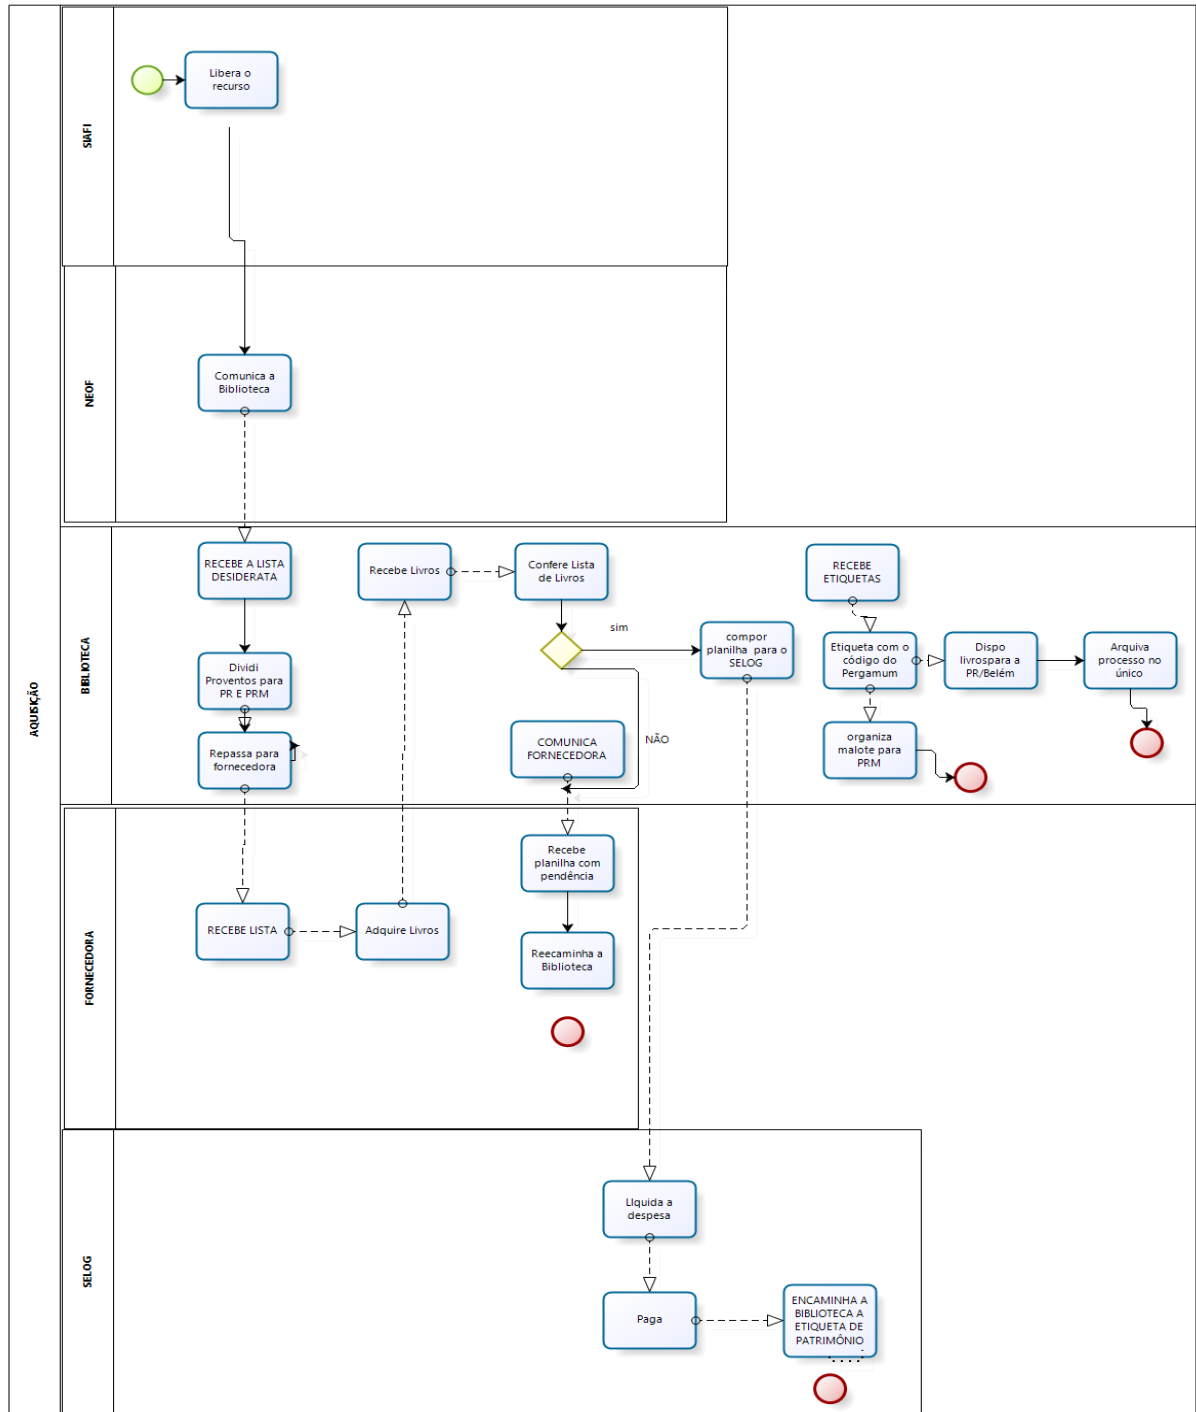 AQUISIÇÃO
SIAFI
Libera o
recurso
NEOF
Comunica a
Biblioteca
BIBLIOTECA
RECEBE A LISTA
DESIDERATA
Dividi
Proventos para
PR E PRM
Repassa para
fornecedora
Recebe Livros
Confere Lista
de Livros
sim
NÃO
compor
planilha para o
SELOG
COMUNICA
FORNECEDORA
RECEBE
ETIQUETAS
Etiqueta com o
código do
Pergamum
Dispo
livrospara a
PR/Belém
Arquiva
processo no
único
organiza
malote para
PRM
FORNECEDORA
RECEBE LISTA
Adquire Livros
Recebe
planilha com
pendência
Reecaminha a
Biblioteca
SELOG
LIquida a
despesa
Paga
ENCAMINHA A
BIBLIOTECA A
ETIQUETA DE
PATRIMÔNIO